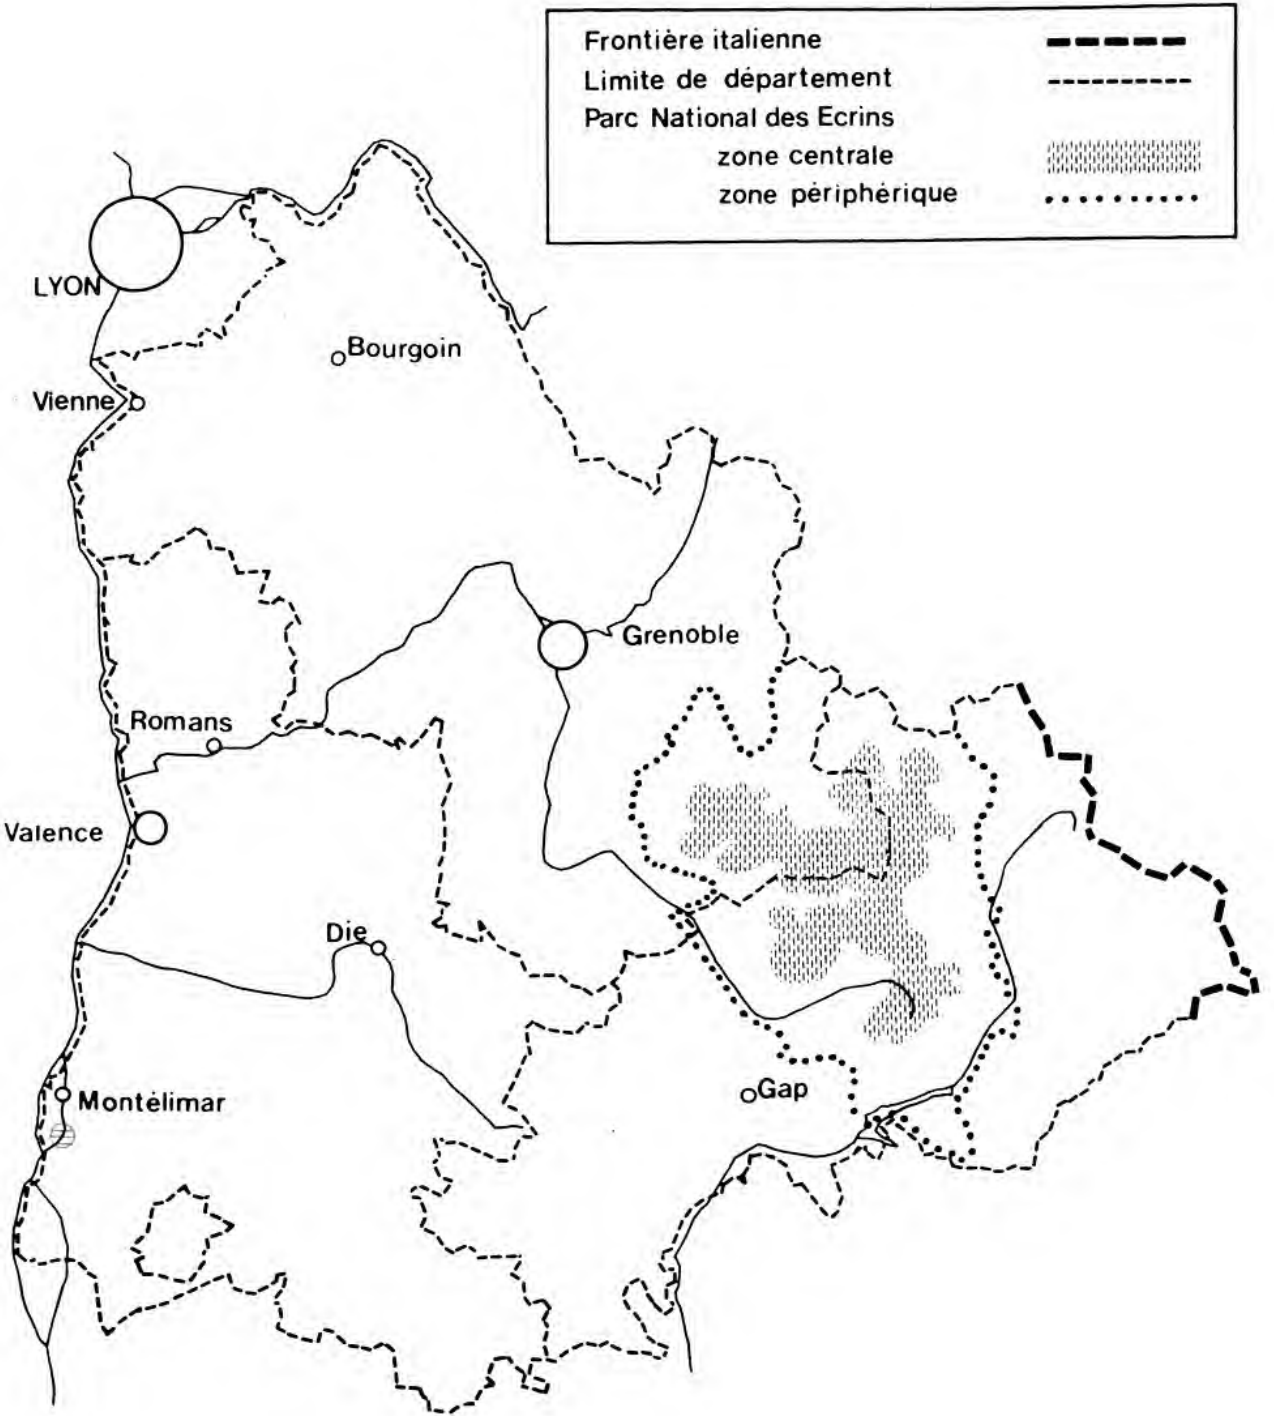 Frontière italienne
Limite de département
Parc National des Ecrins
zone centrale
zone périphérique
LYON
Bourgoin
Vienne
Grenoble
Romans
Valence
Die
Montélimar
Gap